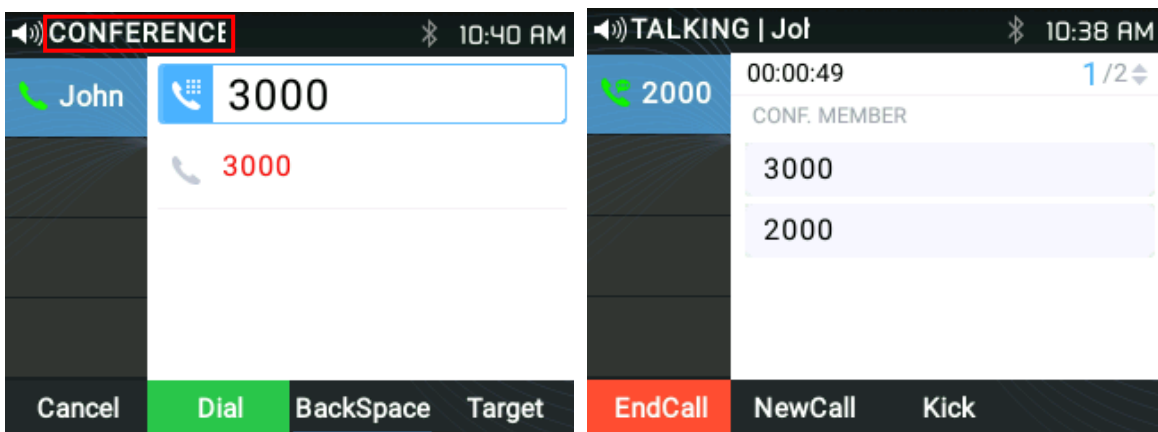 CONFERENCE 10:40 AM
John 3000
3000
Cancel Dial BackSpace Target
TALKING | Joh 10:38 AM
2000 00:00:49 1/2
CONF. MEMBER
3000
2000
EndCall NewCall Kick